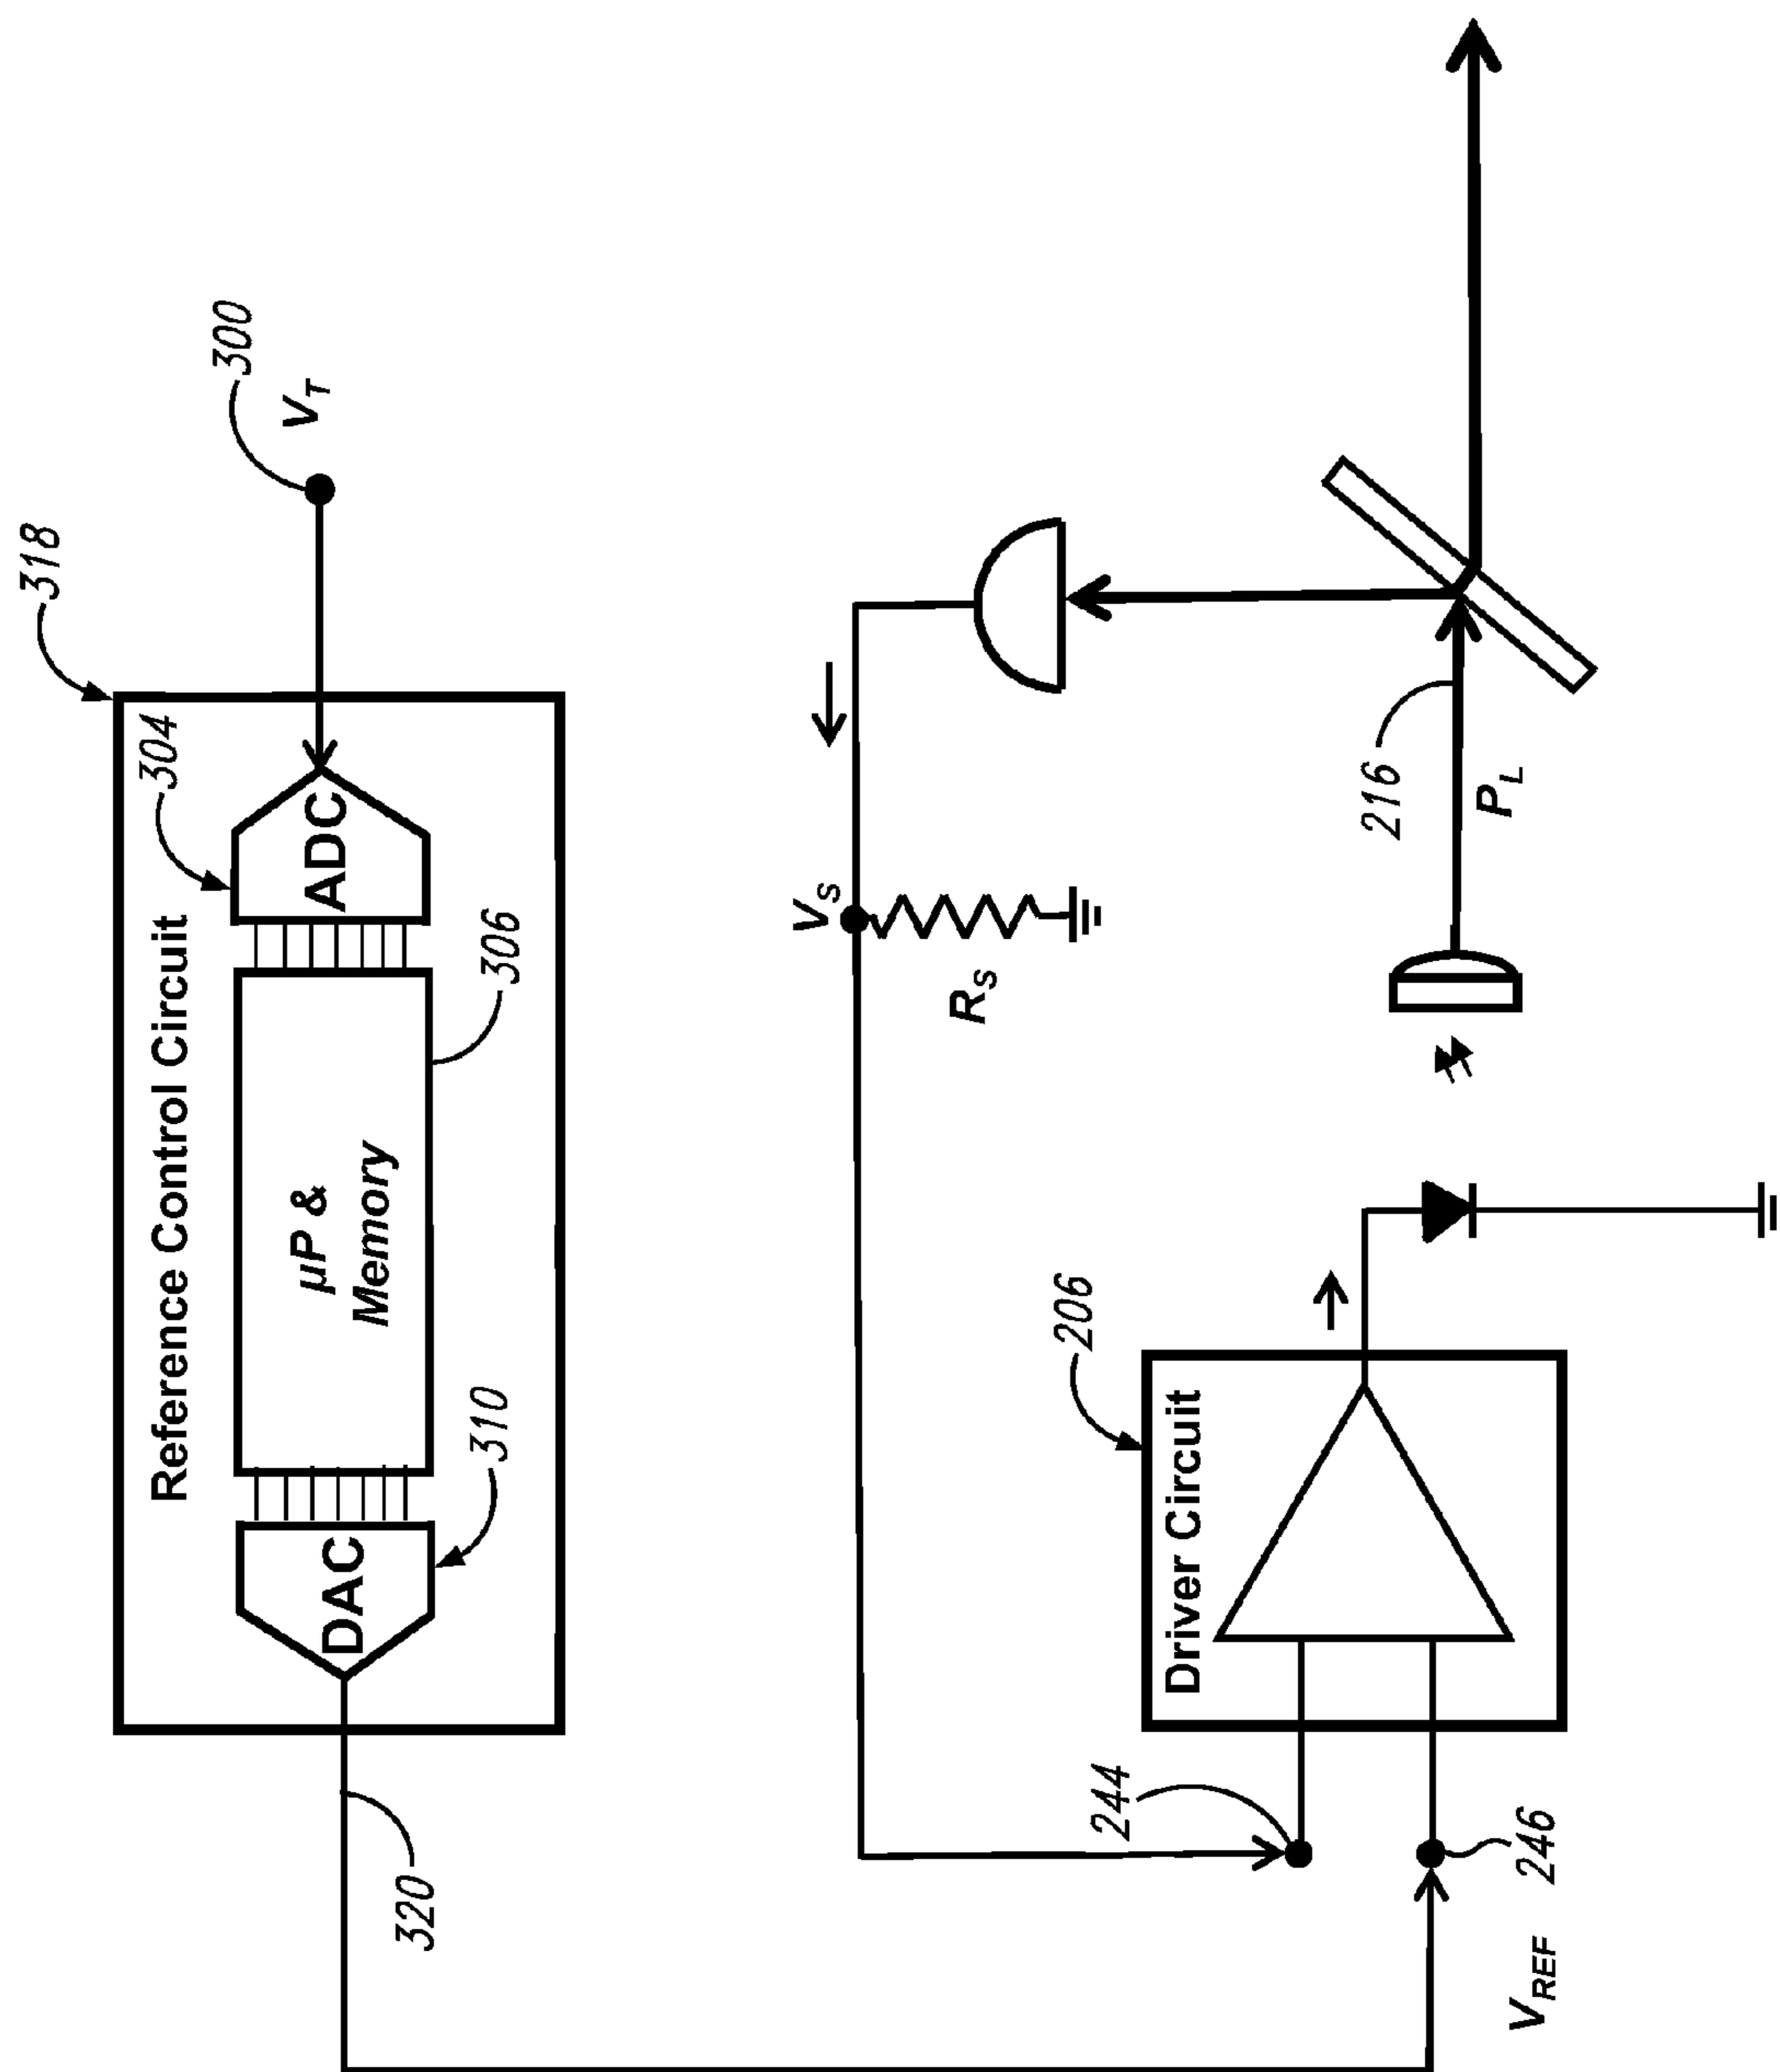 318
300
Reference Control Circuit
304
V_T
DAC
µP &
Memory
ADC
320
310
306
V_S
R_S
244
206
Driver Circuit
216
P_L
V_REF
246